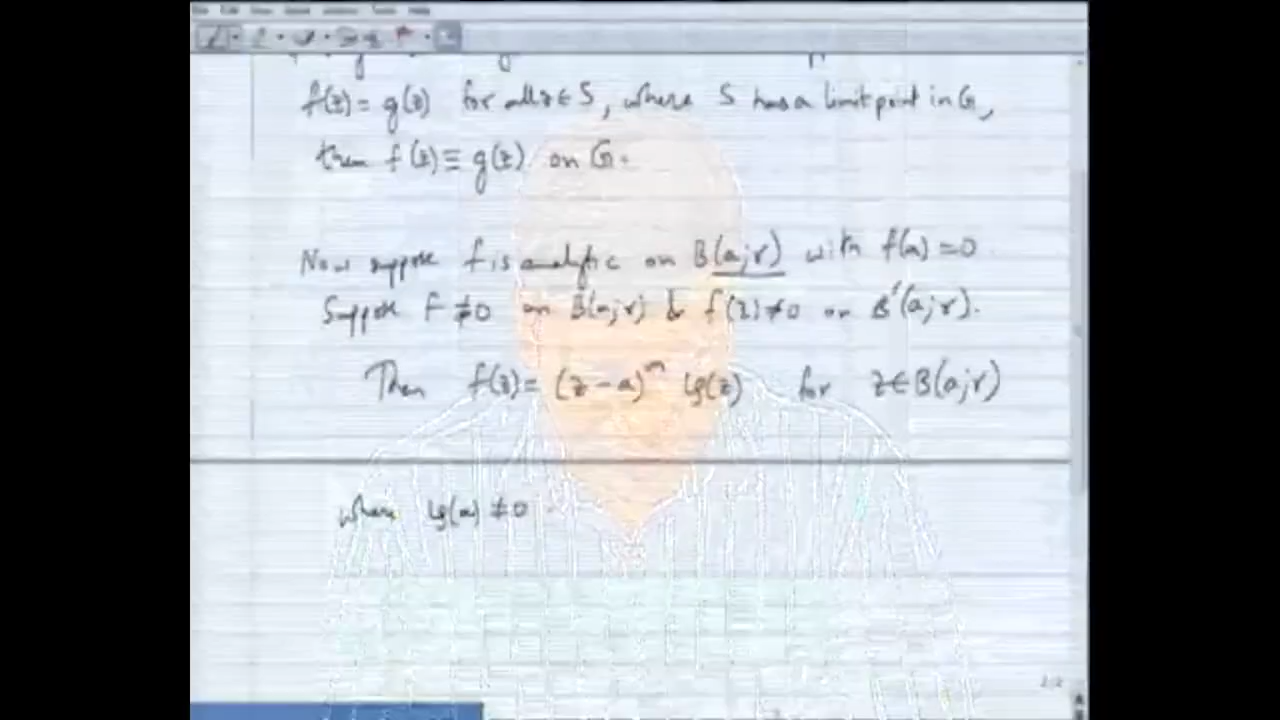 f(z) = g(z) for all z ∈ S, where S has a limit point in G,
then f(z) ≡ g(z) on G.
Now suppose f is analytic on B(a;r) with f(a) = 0
Suppose f ≢ 0 on B(a;r) & f(z) ≠ 0 on B'(a;r).
Then f(z) = (z-a)^m φ(z) for z ∈ B(a;r)
where φ(a) ≠ 0